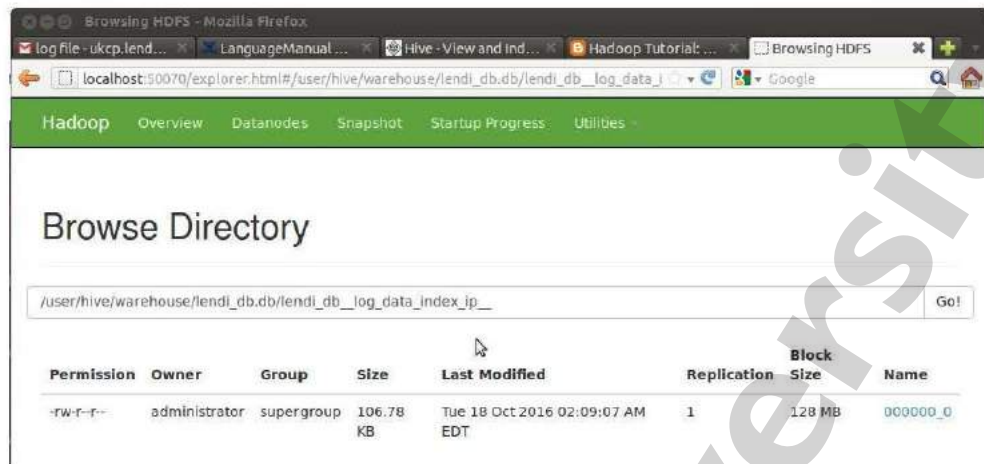 Browsing HDFS - Mozilla Firefox
log file - ukcp.lend... LanguageManual ... Hive - View and Ind... Hadoop Tutorial: ... Browsing HDFS
localhost:50070/explorer.html#/user/hive/warehouse/lendi_db.db/lendi_db__log_data_i Google
Hadoop Overview Datanodes Snapshot Startup Progress Utilities
Browse Directory
/user/hive/warehouse/lendi_db.db/lendi_db__log_data_index_ip__ Go!
Permission Owner Group Size Last Modified Replication Block Size Name
-rw-r--r-- administrator supergroup 106.78 KB Tue 18 Oct 2016 02:09:07 AM EDT 1 128 MB 000000_0